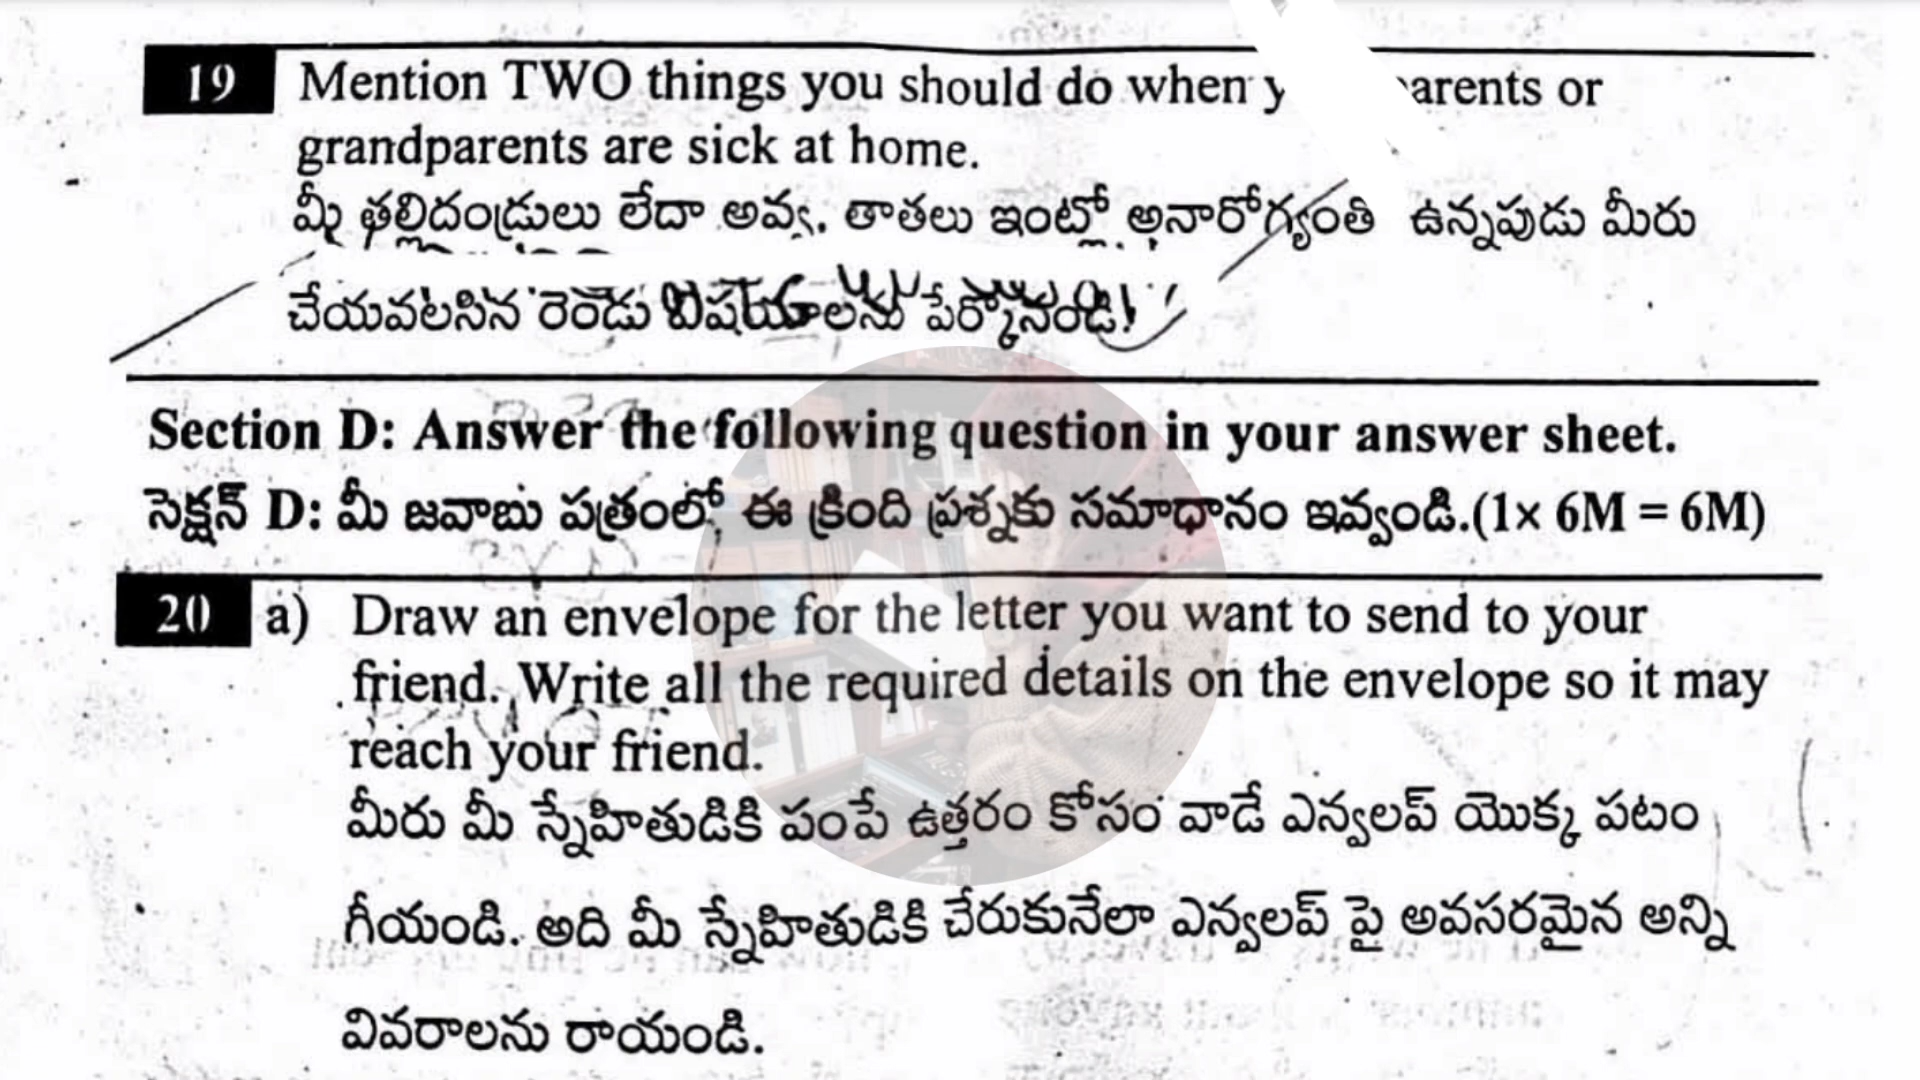 19 Mention TWO things you should do when or
grandparents are sick at home.
మీ తల్లిదండ్రులు లేదా అవ్వ, తాతలు ఇంట్లో అనారోగ్యంతో ఉన్నపుడు మీరు
చేయవలసిన రెండు విషయాలను పేర్కొనండి.
Section D: Answer the following question in your answer sheet.
సెక్షన్ D: మీ జవాబు పత్రంలో, ఈ క్రింది ప్రశ్నకు సమాధానం ఇవ్వండి.(1x 6M = 6M)
20 a) Draw an envelope for the letter you want to send to your
friend. Write all the required details on the envelope so it may
reach your friend.
మీరు మీ స్నేహితుడికి పంపే ఉత్తరం కోసం వాడే ఎన్వలప్ యొక్క పటం
గీయండి. అది మీ స్నేహితుడికి చేరుకునేలా ఎన్వలప్ పై అవసరమైన అన్ని
వివరాలను రాయండి.